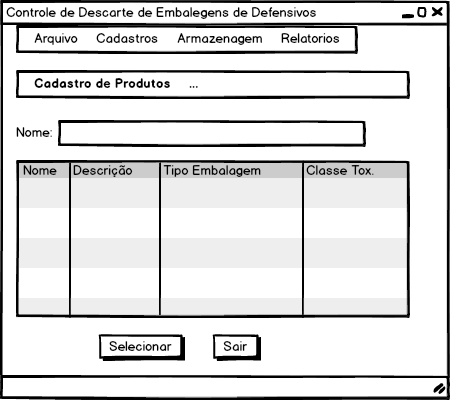 Controle de Descarte de Embalegens de Defensivos
Arquivo Cadastros Armazenagem Relatorios
Cadastro de Produtos ...
Nome:
Nome Descrição Tipo Embalagem Classe Tox.
Selecionar Sair